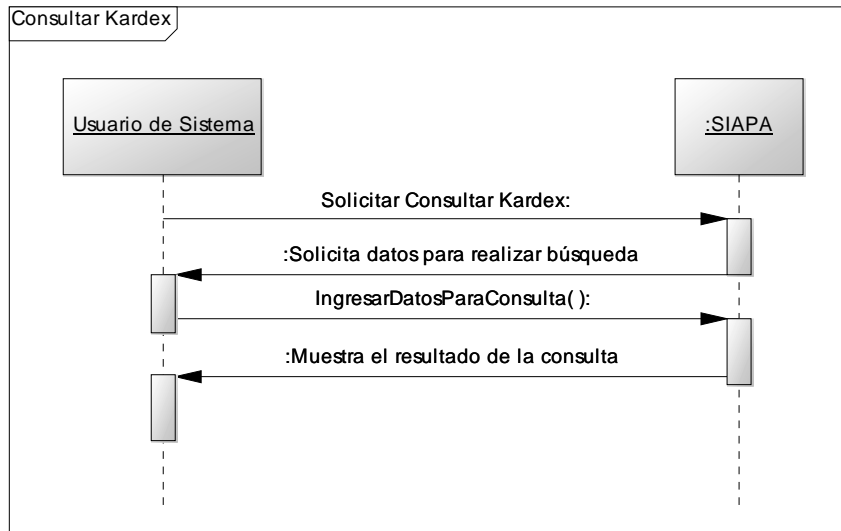 Consultar Kardex
Usuario de Sistema
:SIAPA
Solicitar Consultar Kardex:
:Solicita datos para realizar búsqueda
IngresarDatosParaConsulta( ):
:Muestra el resultado de la consulta